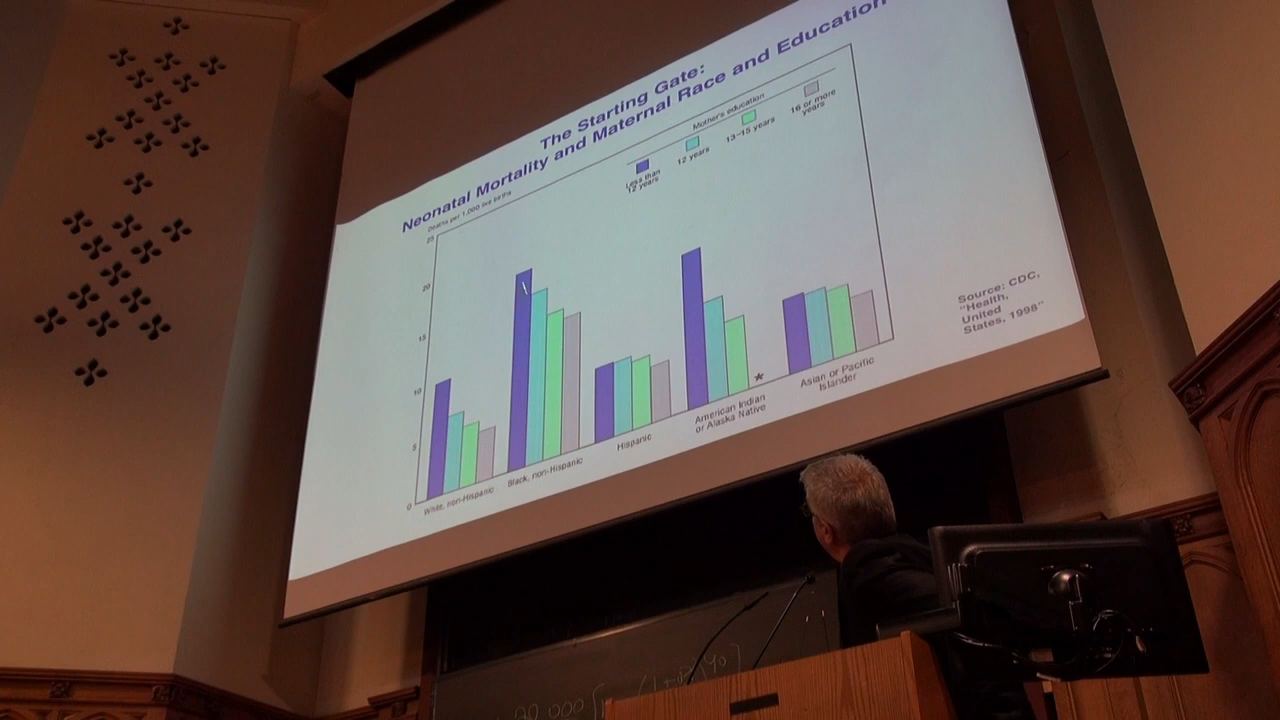 The Starting Gate:
Neonatal Mortality and Maternal Race and Education
Deaths per 1,000 live births
Mother's education
Less than
12 years
12 years
13–15 years
16 or more
years
25
20
15
10
5
0
*
White, non-Hispanic
Black, non-Hispanic
Hispanic
American Indian
or Alaska Native
Asian or Pacific
Islander
Source: CDC,
"Health,
United
States, 1998"